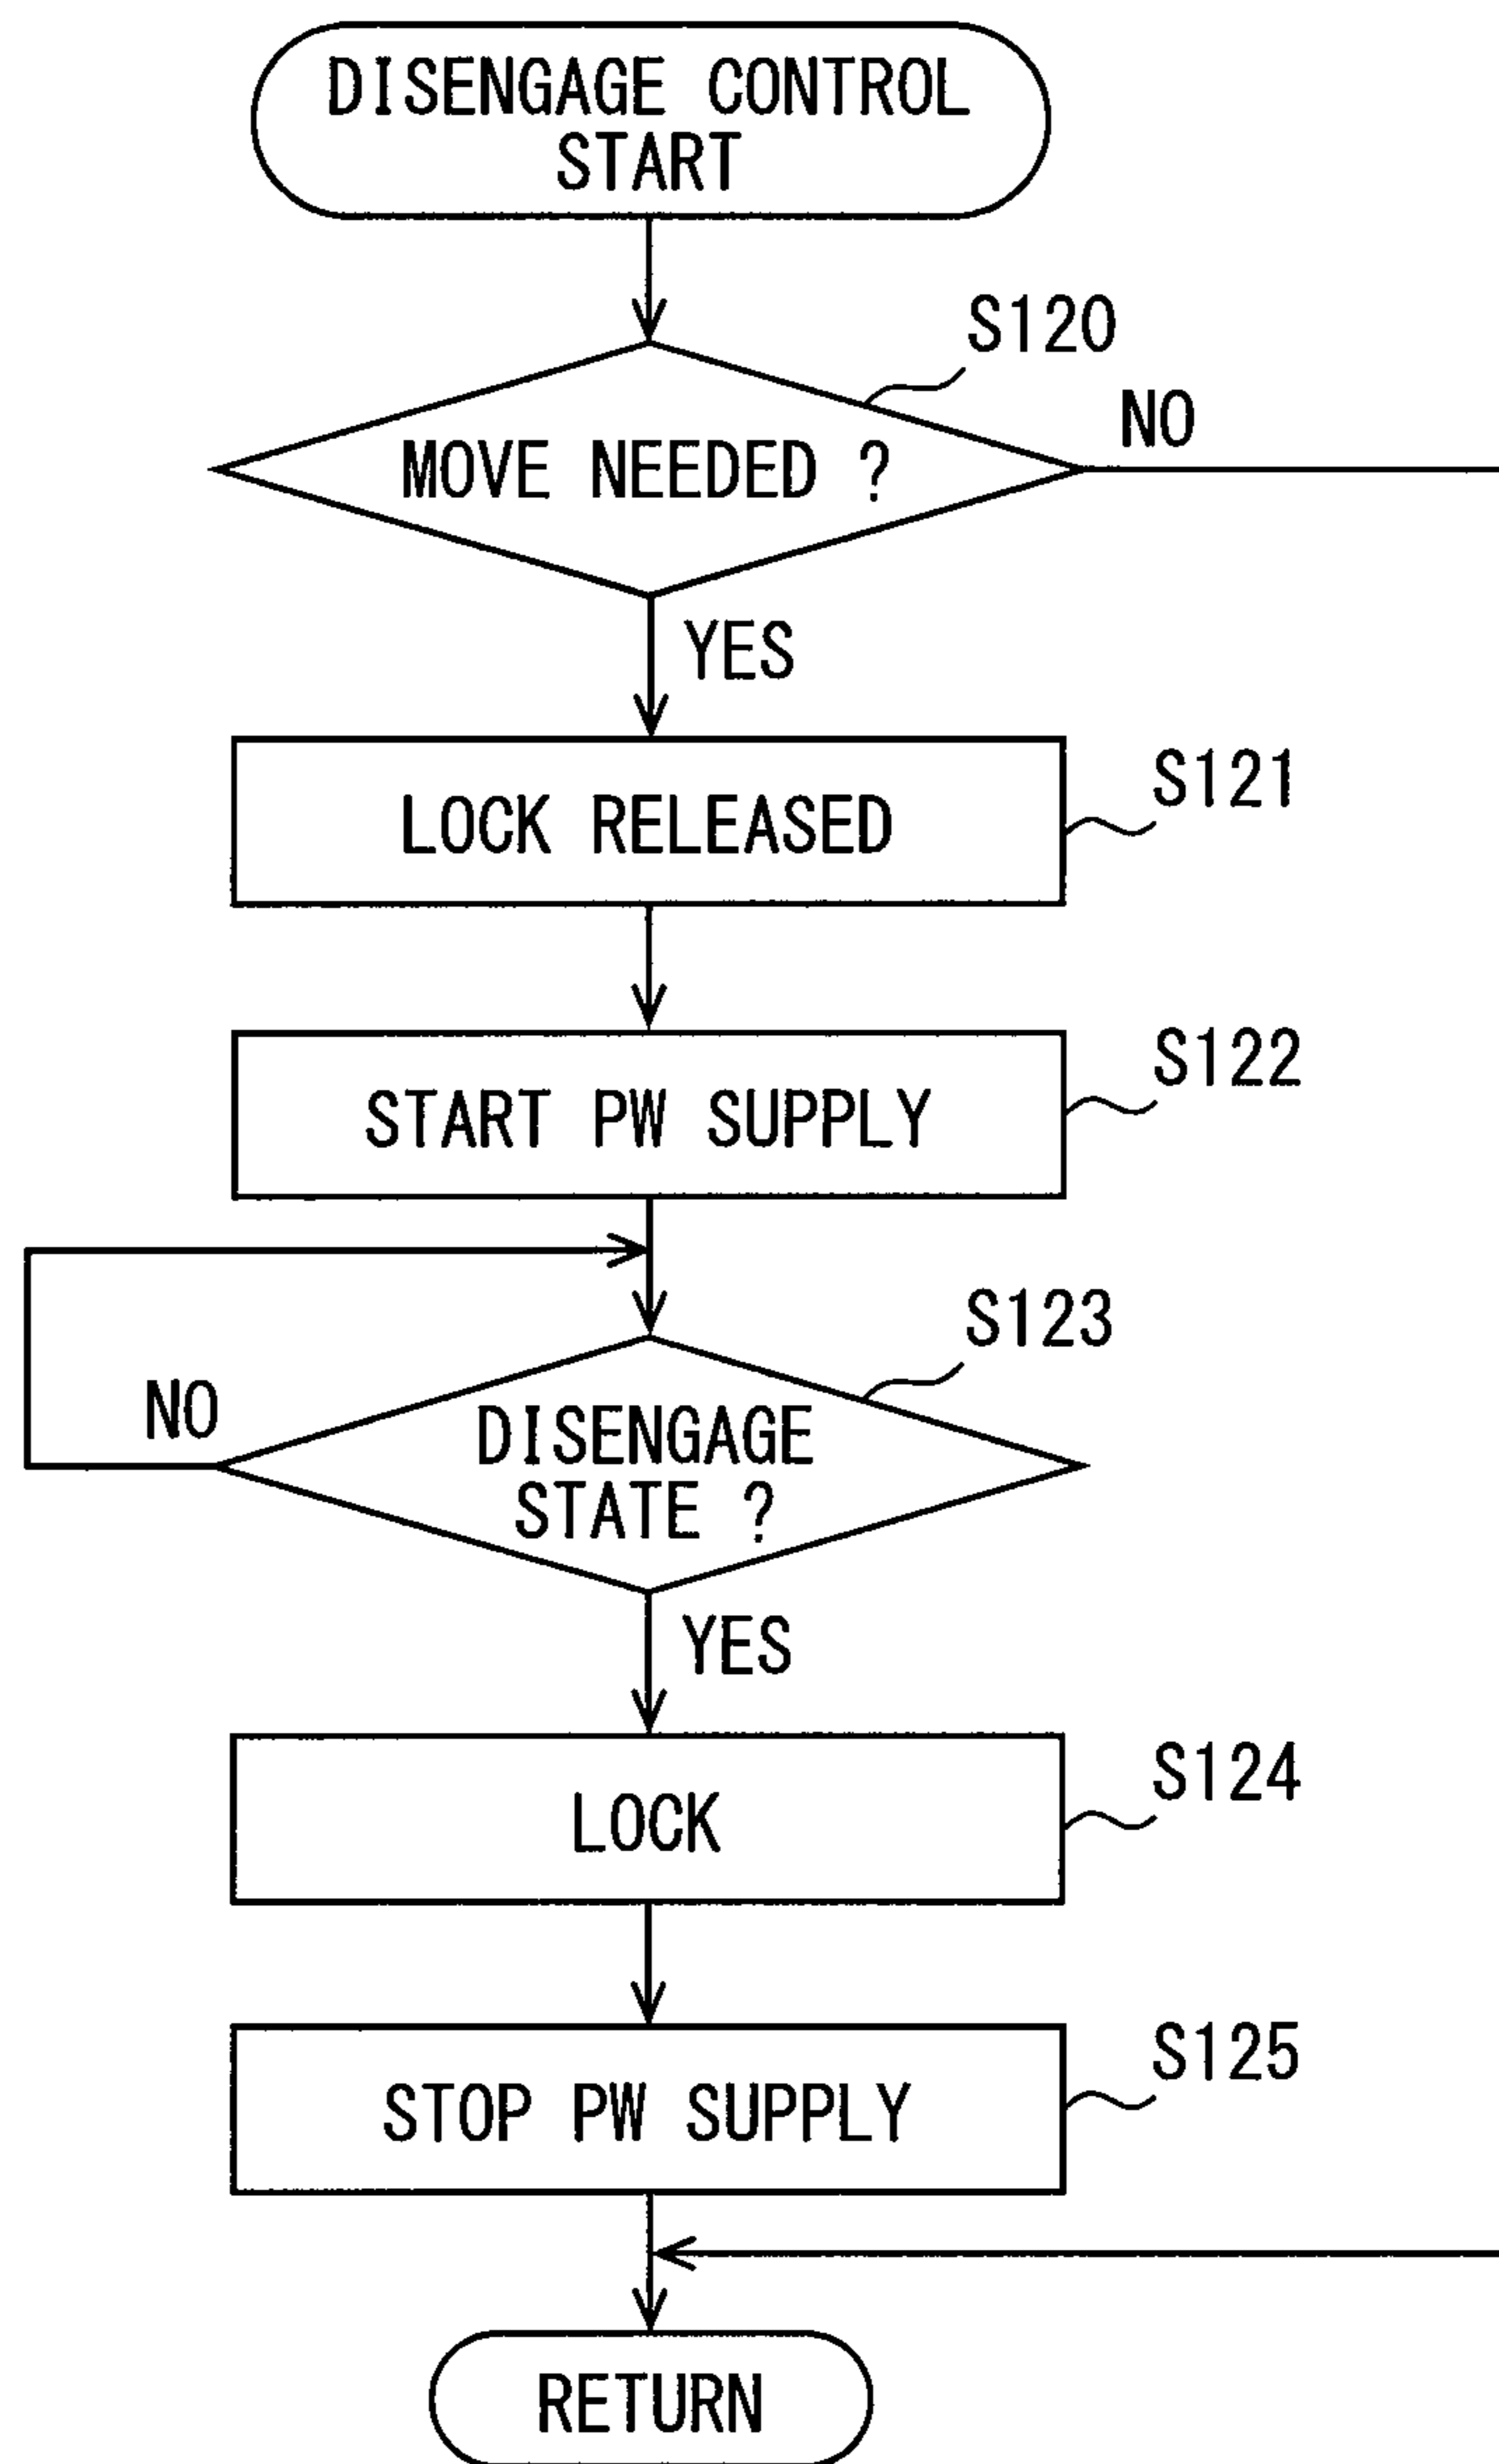 DISENGAGE CONTROL
START
S120
NO
MOVE NEEDED ?
YES
S121
LOCK RELEASED
S122
START PW SUPPLY
S123
NO
DISENGAGE
STATE ?
YES
S124
LOCK
S125
STOP PW SUPPLY
RETURN